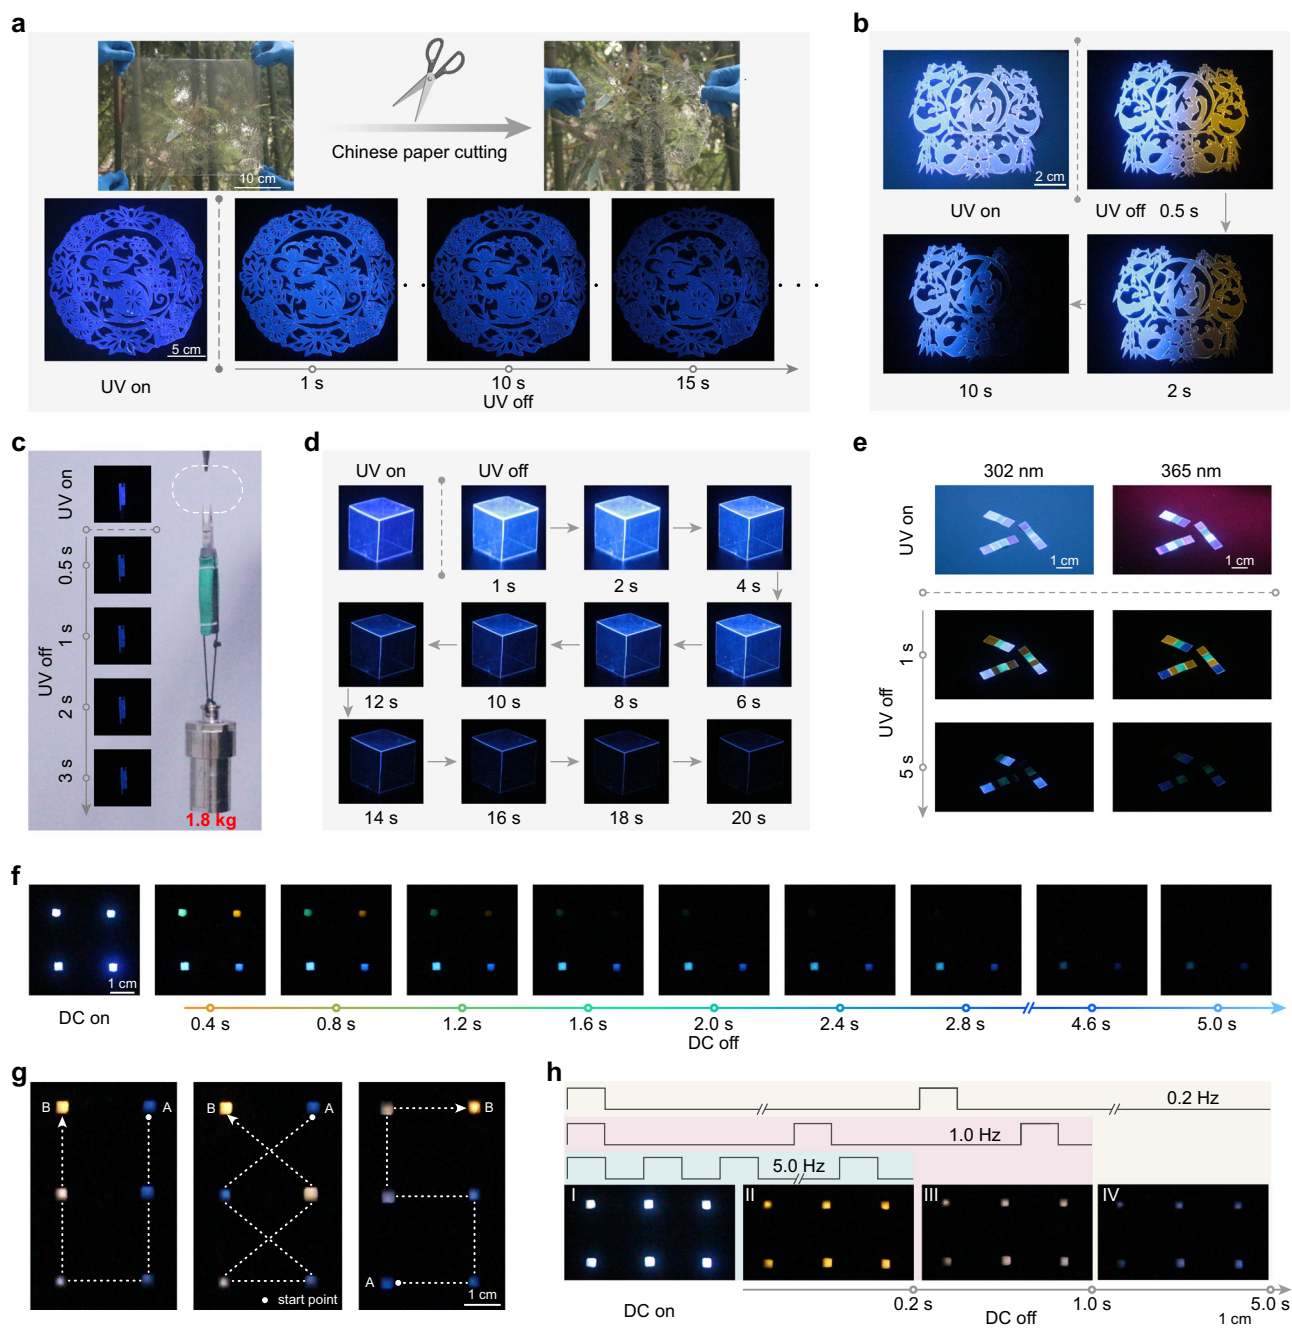 a
10 cm
Chinese paper cutting
5 cm
UV on
1 s
10 s
15 s
UV off
b
2 cm
UV on
UV off 0.5 s
10 s
2 s
c
UV on
0.5 s
1 s
2 s
3 s
UV off
1.8 kg
d
UV on
UV off
1 s
2 s
4 s
12 s
10 s
8 s
6 s
14 s
16 s
18 s
20 s
e
302 nm
365 nm
UV on
1 cm
1 cm
1 s
UV off
5 s
f
1 cm
DC on
0.4 s
0.8 s
1.2 s
1.6 s
2.0 s
2.4 s
2.8 s
4.6 s
5.0 s
DC off
g
B
A
B
A
start point
B
A
1 cm
h
0.2 Hz
1.0 Hz
5.0 Hz
I
II
III
IV
DC on
0.2 s
DC off
1.0 s
1 cm
5.0 s